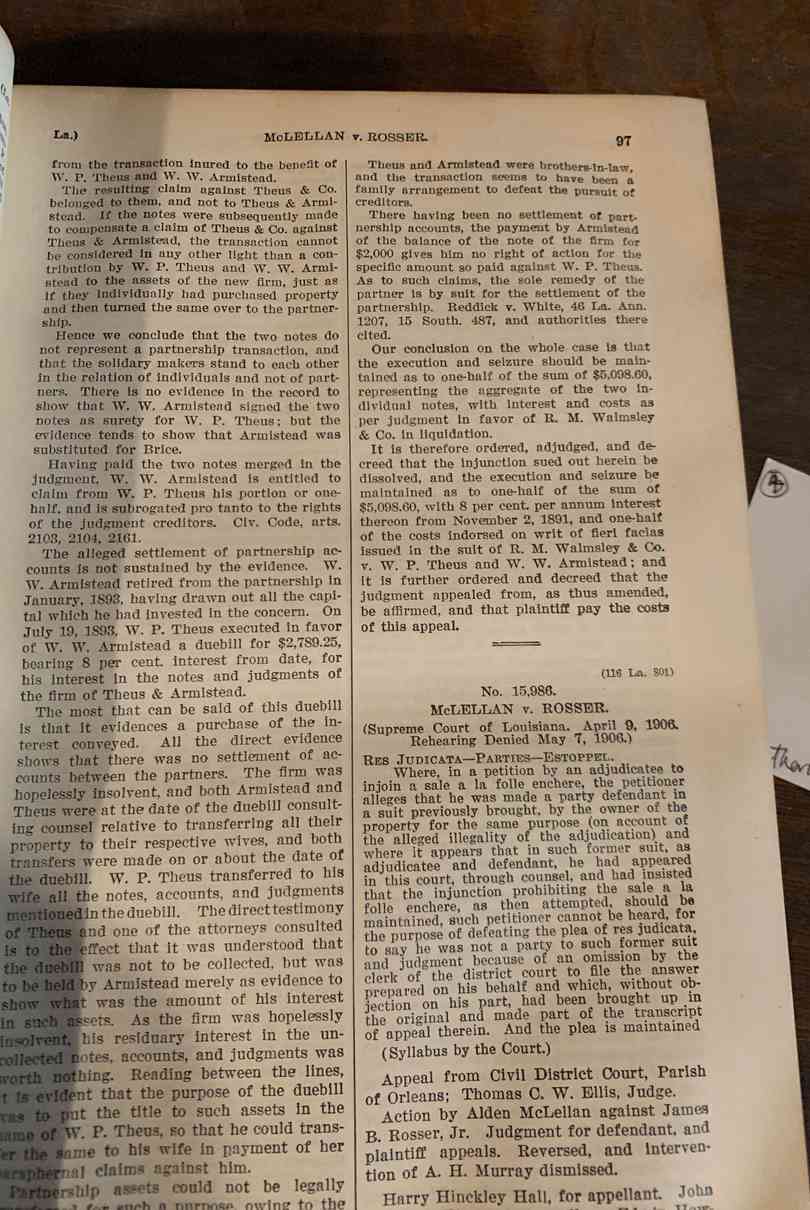 La.)
McLELLAN v. ROSSER.
97
from the transaction inured to the benefit of
W. P. Theus and W. W. Armistead.
The resulting claim against Theus & Co.
belonged to them, and not to Theus & Armi-
stead. If the notes were subsequently made
to compensate a claim of Theus & Co. against
Theus & Armistead, the transaction cannot
be considered in any other light than a con-
tribution by W. P. Theus and W. W. Armi-
stead to the assets of the new firm, just as
if they individually had purchased property
and then turned the same over to the partner-
ship.
Hence we conclude that the two notes do
not represent a partnership transaction, and
that the solidary makers stand to each other
in the relation of individuals and not of part-
ners. There is no evidence in the record to
show that W. W. Armistead signed the two
notes as surety for W. P. Theus; but the
evidence tends to show that Armistead was
substituted for Brice.
Having paid the two notes merged in the
judgment, W. W. Armistead is entitled to
claim from W. P. Theus his portion or one-
half, and is subrogated pro tanto to the rights
of the judgment creditors. Civ. Code, arts.
2103, 2104, 2161.
The alleged settlement of partnership ac-
counts is not sustained by the evidence. W.
W. Armistead retired from the partnership in
January, 1893, having drawn out all the capi-
tal which he had invested in the concern. On
July 19, 1893, W. P. Theus executed in favor
of W. W. Armistead a duebill for $2,789.25,
bearing 8 per cent. interest from date, for
his interest in the notes and judgments of
the firm of Theus & Armistead.
The most that can be said of this duebill
is that it evidences a purchase of the in-
terest conveyed. All the direct evidence
shows that there was no settlement of ac-
counts between the partners. The firm was
hopelessly insolvent, and both Armistead and
Theus were at the date of the duebill consult-
ing counsel relative to transferring all their
property to their respective wives, and both
transfers were made on or about the date of
the duebill. W. P. Theus transferred to his
wife all the notes, accounts, and judgments
mentioned in the duebill. The direct testimony
of Theus and one of the attorneys consulted
is to the effect that it was understood that
the duebill was not to be collected, but was
to be held by Armistead merely as evidence to
show what was the amount of his interest
in such assets. As the firm was hopelessly
insolvent, his residuary interest in the un-
collected notes, accounts, and judgments was
worth nothing. Reading between the lines,
t is evident that the purpose of the duebill
was to put the title to such assets in the
name of W. P. Theus, so that he could trans-
er the same to his wife in payment of her
paraphernal claims against him.
Partnership assets could not be legally
for such a purpose, owing to the
Theus and Armistead were brothers-in-law,
and the transaction seems to have been a
family arrangement to defeat the pursuit of
creditors.
There having been no settlement of part-
nership accounts, the payment by Armistead
of the balance of the note of the firm for
$2,000 gives him no right of action for the
specific amount so paid against W. P. Theus.
As to such claims, the sole remedy of the
partner is by suit for the settlement of the
partnership. Reddick v. White, 46 La. Ann.
1207, 15 South. 487, and authorities there
cited.
Our conclusion on the whole case is that
the execution and seizure should be main-
tained as to one-half of the sum of $5,098.60,
representing the aggregate of the two in-
dividual notes, with interest and costs as
per judgment in favor of R. M. Walmsley
& Co. in liquidation.
It is therefore ordered, adjudged, and de-
creed that the injunction sued out herein be
dissolved, and the execution and seizure be
maintained as to one-half of the sum of
$5,098.60, with 8 per cent. per annum interest
thereon from November 2, 1891, and one-half
of the costs indorsed on writ of fieri facias
issued in the suit of R. M. Walmsley & Co.
v. W. P. Theus and W. W. Armistead; and
it is further ordered and decreed that the
judgment appealed from, as thus amended,
be affirmed, and that plaintiff pay the costs
of this appeal.
(116 La. 801)
No. 15,986.
McLELLAN v. ROSSER.
(Supreme Court of Louisiana. April 9, 1906.
Rehearing Denied May 7, 1906.)
RES JUDICATA—PARTIES—ESTOPPEL.
Where, in a petition by an adjudicatee to
injoin a sale a la folle enchere, the petitioner
alleges that he was made a party defendant in
a suit previously brought, by the owner of the
property for the same purpose (on account of
the alleged illegality of the adjudication) and
where it appears that in such former suit, as
adjudicatee and defendant, he had appeared
in this court, through counsel, and had insisted
that the injunction prohibiting the sale a la
folle enchere, as then attempted, should be
maintained, such petitioner cannot be heard, for
the purpose of defeating the plea of res judicata,
to say he was not a party to such former suit
and judgment because of an omission by the
clerk of the district court to file the answer
prepared on his behalf and which, without ob-
jection on his part, had been brought up in
the original and made part of the transcript
of appeal therein. And the plea is maintained
(Syllabus by the Court.)
Appeal from Civil District Court, Parish
of Orleans; Thomas C. W. Ellis, Judge.
Action by Alden McLellan against James
B. Rosser, Jr. Judgment for defendant, and
plaintiff appeals. Reversed, and interven-
tion of A. H. Murray dismissed.
Harry Hinckley Hall, for appellant. John